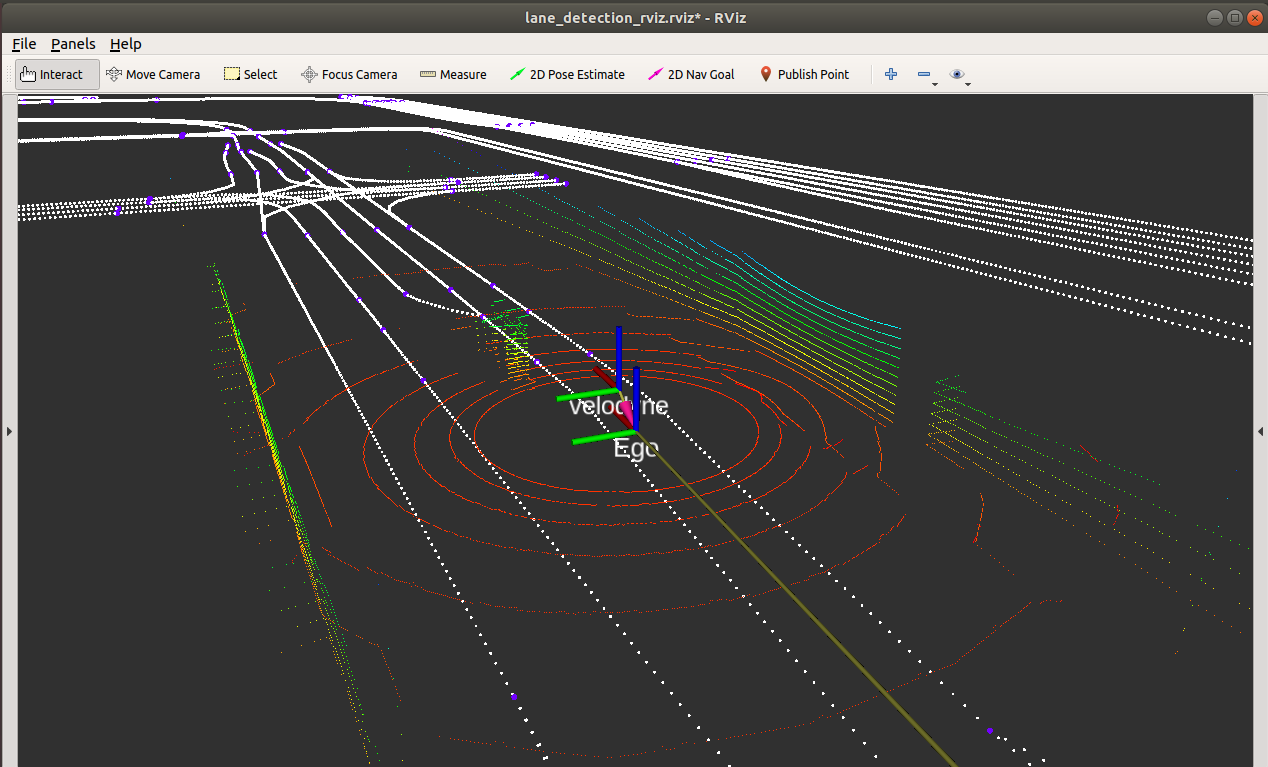 lane_detection_rviz.rviz* - RViz
File Panels Help
Interact Move Camera Select Focus Camera Measure 2D Pose Estimate 2D Nav Goal Publish Point
velodyne
Ego